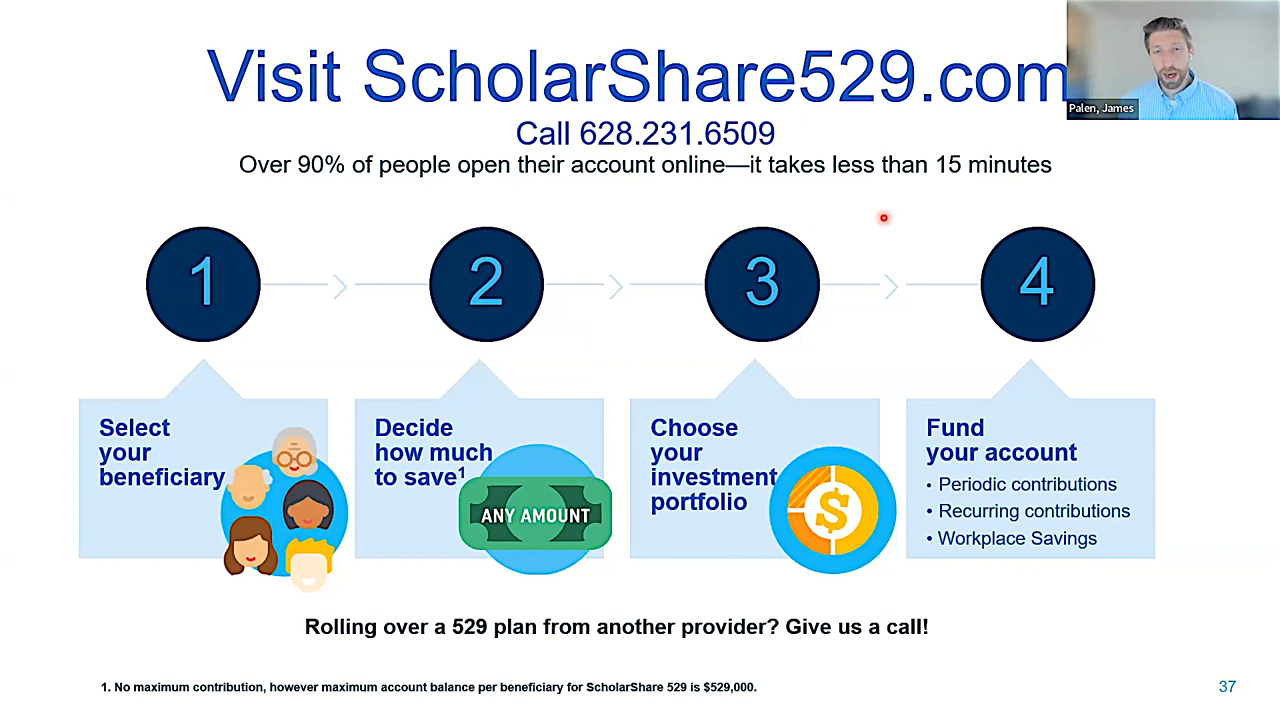 Visit ScholarShare529.com
Palen, James
Call 628.231.6509
Over 90% of people open their account online—it takes less than 15 minutes
1
2
3
4
Select
your
beneficiary
Decide
how much
to save¹
ANY AMOUNT
Choose
your
investment
portfolio
$
Fund
your account
• Periodic contributions
• Recurring contributions
• Workplace Savings
Rolling over a 529 plan from another provider? Give us a call!
1. No maximum contribution, however maximum account balance per beneficiary for ScholarShare 529 is $529,000.
37